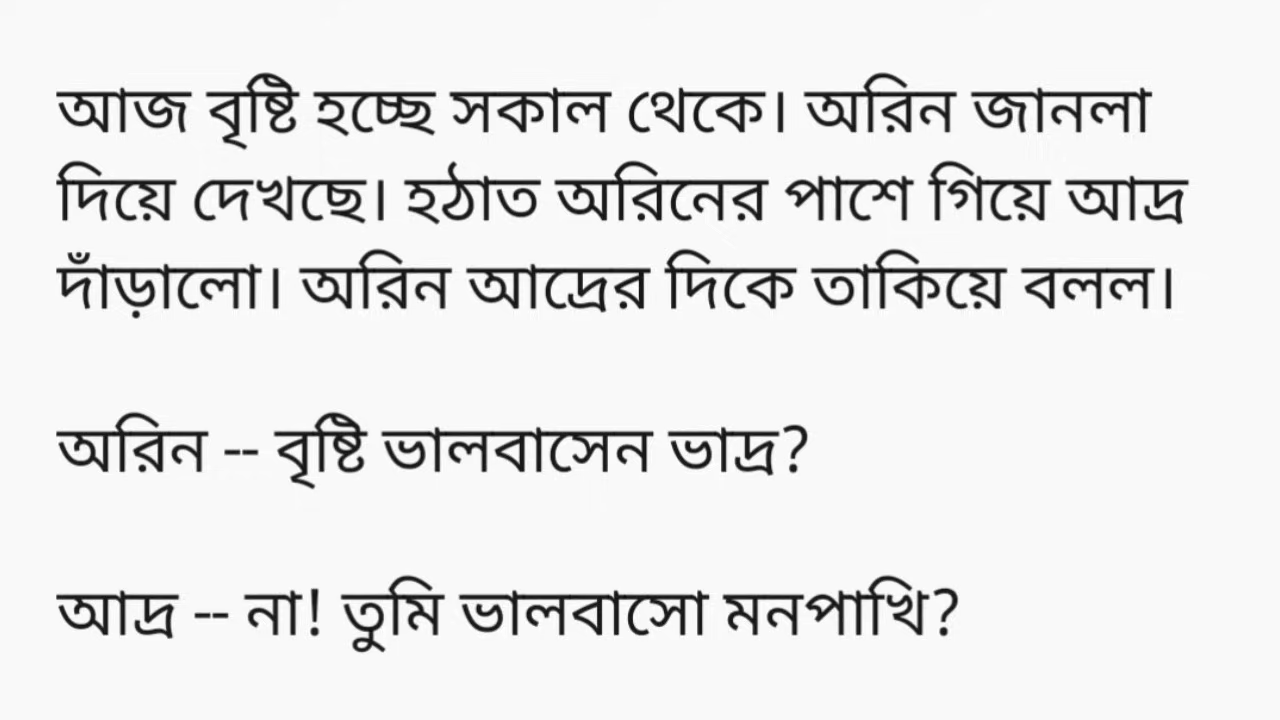 আজ বৃষ্টি হচ্ছে সকাল থেকে। অরিন জানলা
দিয়ে দেখছে। হঠাত অরিনের পাশে গিয়ে আদ্র
দাঁড়ালো। অরিন আদ্রের দিকে তাকিয়ে বলল।
অরিন -- বৃষ্টি ভালবাসেন ভাদ্র?
আদ্র -- না! তুমি ভালবাসো মনপাখি?